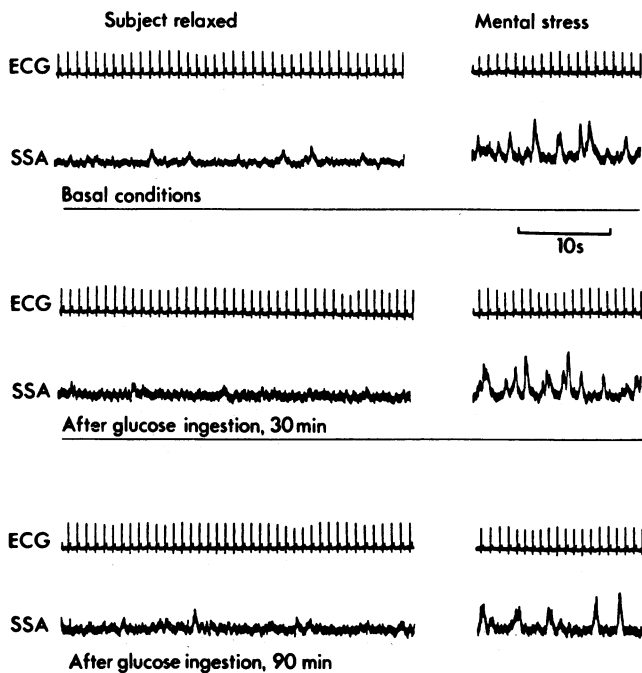 Subject relaxed Mental stress
ECG
SSA
Basal conditions
10s
ECG
SSA
After glucose ingestion, 30 min
ECG
SSA
After glucose ingestion, 90 min